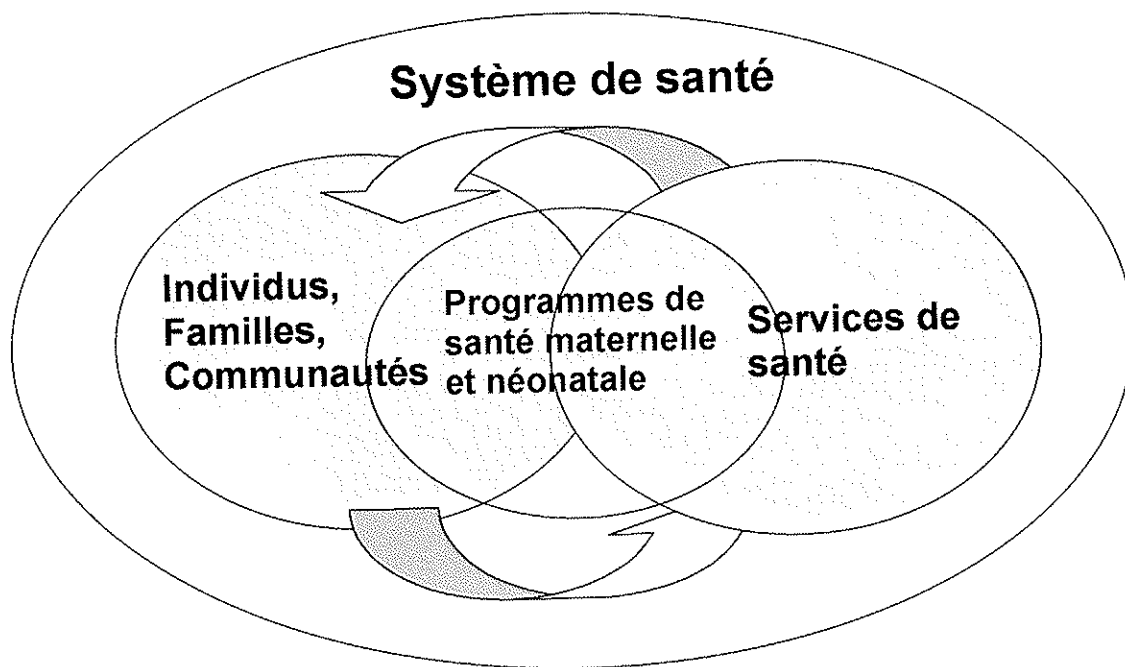 Système de santé
Individus,
Familles,
Communautés
Programmes de
santé maternelle
et néonatale
Services de
santé